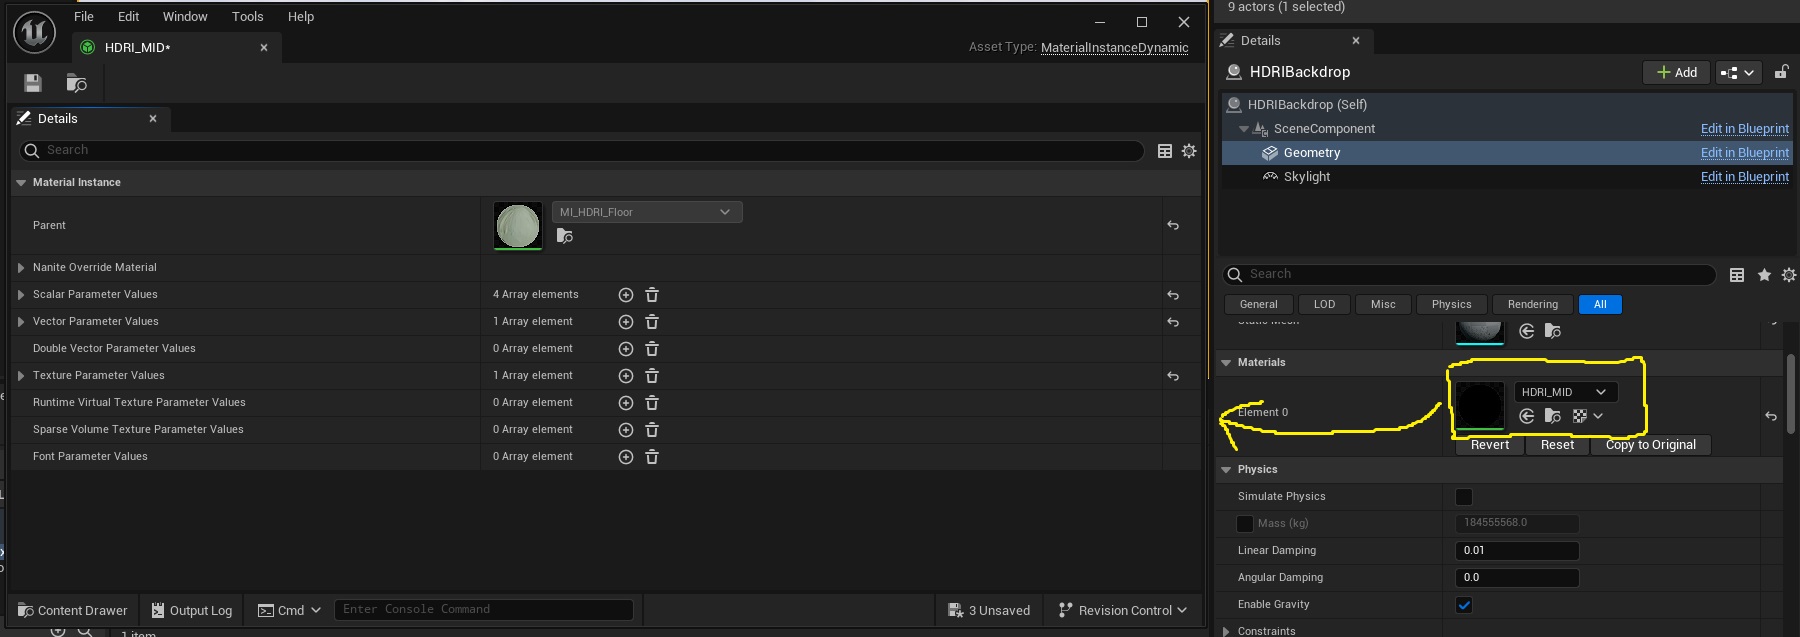 File Edit Window Tools Help
HDRI_MID*
Asset Type: MaterialInstanceDynamic
Details
Search
Material Instance
Parent
MI_HDRI_Floor
Nanite Override Material
Scalar Parameter Values 4 Array elements
Vector Parameter Values 1 Array element
Double Vector Parameter Values 0 Array element
Texture Parameter Values 1 Array element
Runtime Virtual Texture Parameter Values 0 Array element
Sparse Volume Texture Parameter Values 0 Array element
Font Parameter Values 0 Array element
Content Drawer Output Log Cmd Enter Console Command 3 Unsaved Revision Control
1 item
9 actors (1 selected)
Details
HDRIBackdrop Add
HDRIBackdrop (Self)
SceneComponent Edit in Blueprint
Geometry Edit in Blueprint
Skylight Edit in Blueprint
Search
General LOD Misc Physics Rendering All
Static Mesh
Materials
Element 0
HDRI_MID
Revert Reset Copy to Original
Physics
Simulate Physics
Mass (kg) 184555568.0
Linear Damping 0.01
Angular Damping 0.0
Enable Gravity
Constraints